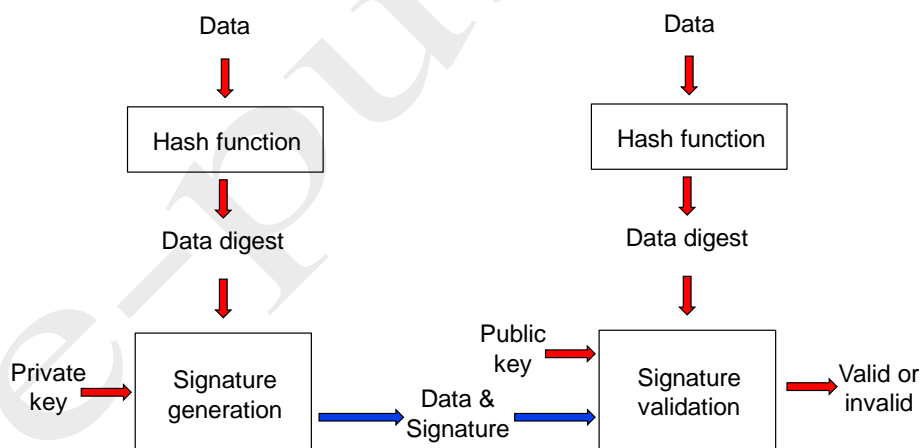 Data
Hash function
Data digest
Private
key
Signature
generation
Data &
Signature
Data
Hash function
Data digest
Public
key
Signature
validation
Valid or
invalid
e-pu